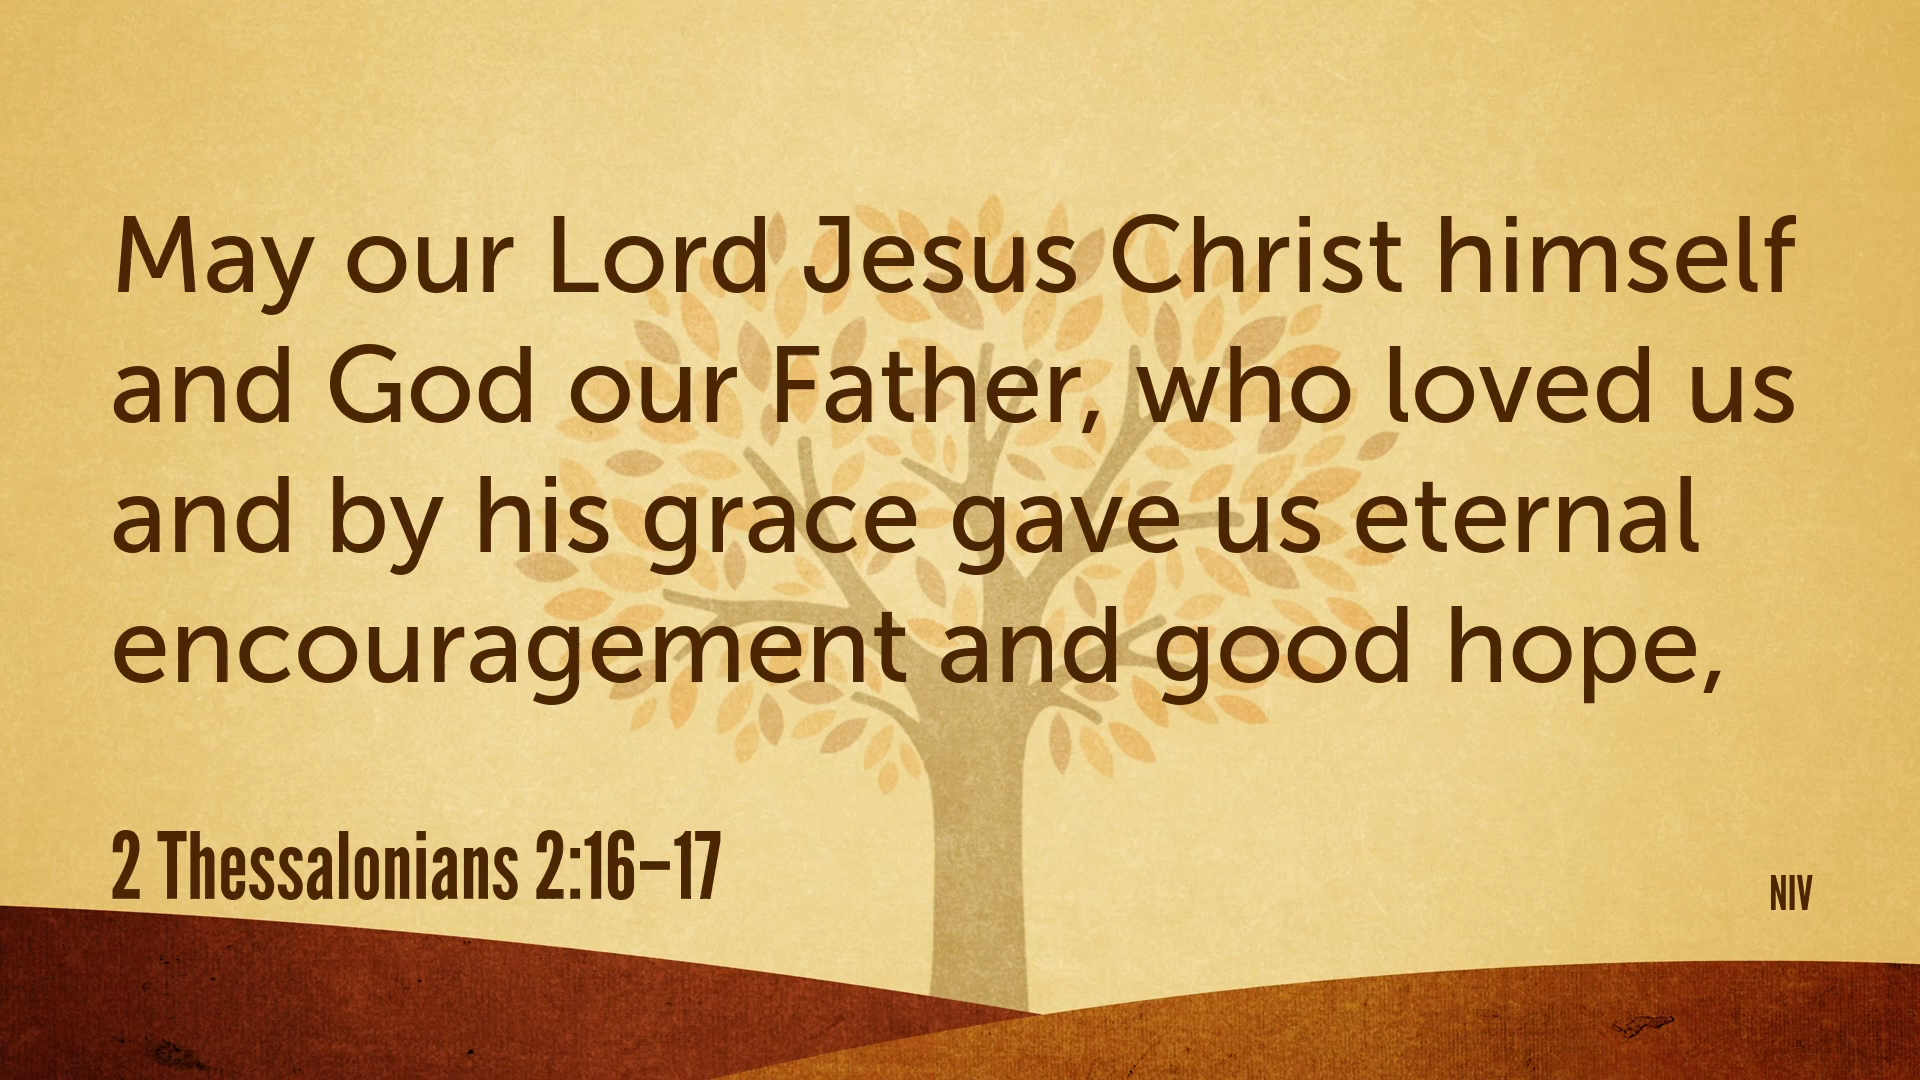 May our Lord Jesus Christ himself
and God our Father, who loved us
and by his grace gave us eternal
encouragement and good hope,
2 Thessalonians 2:16–17
NIV